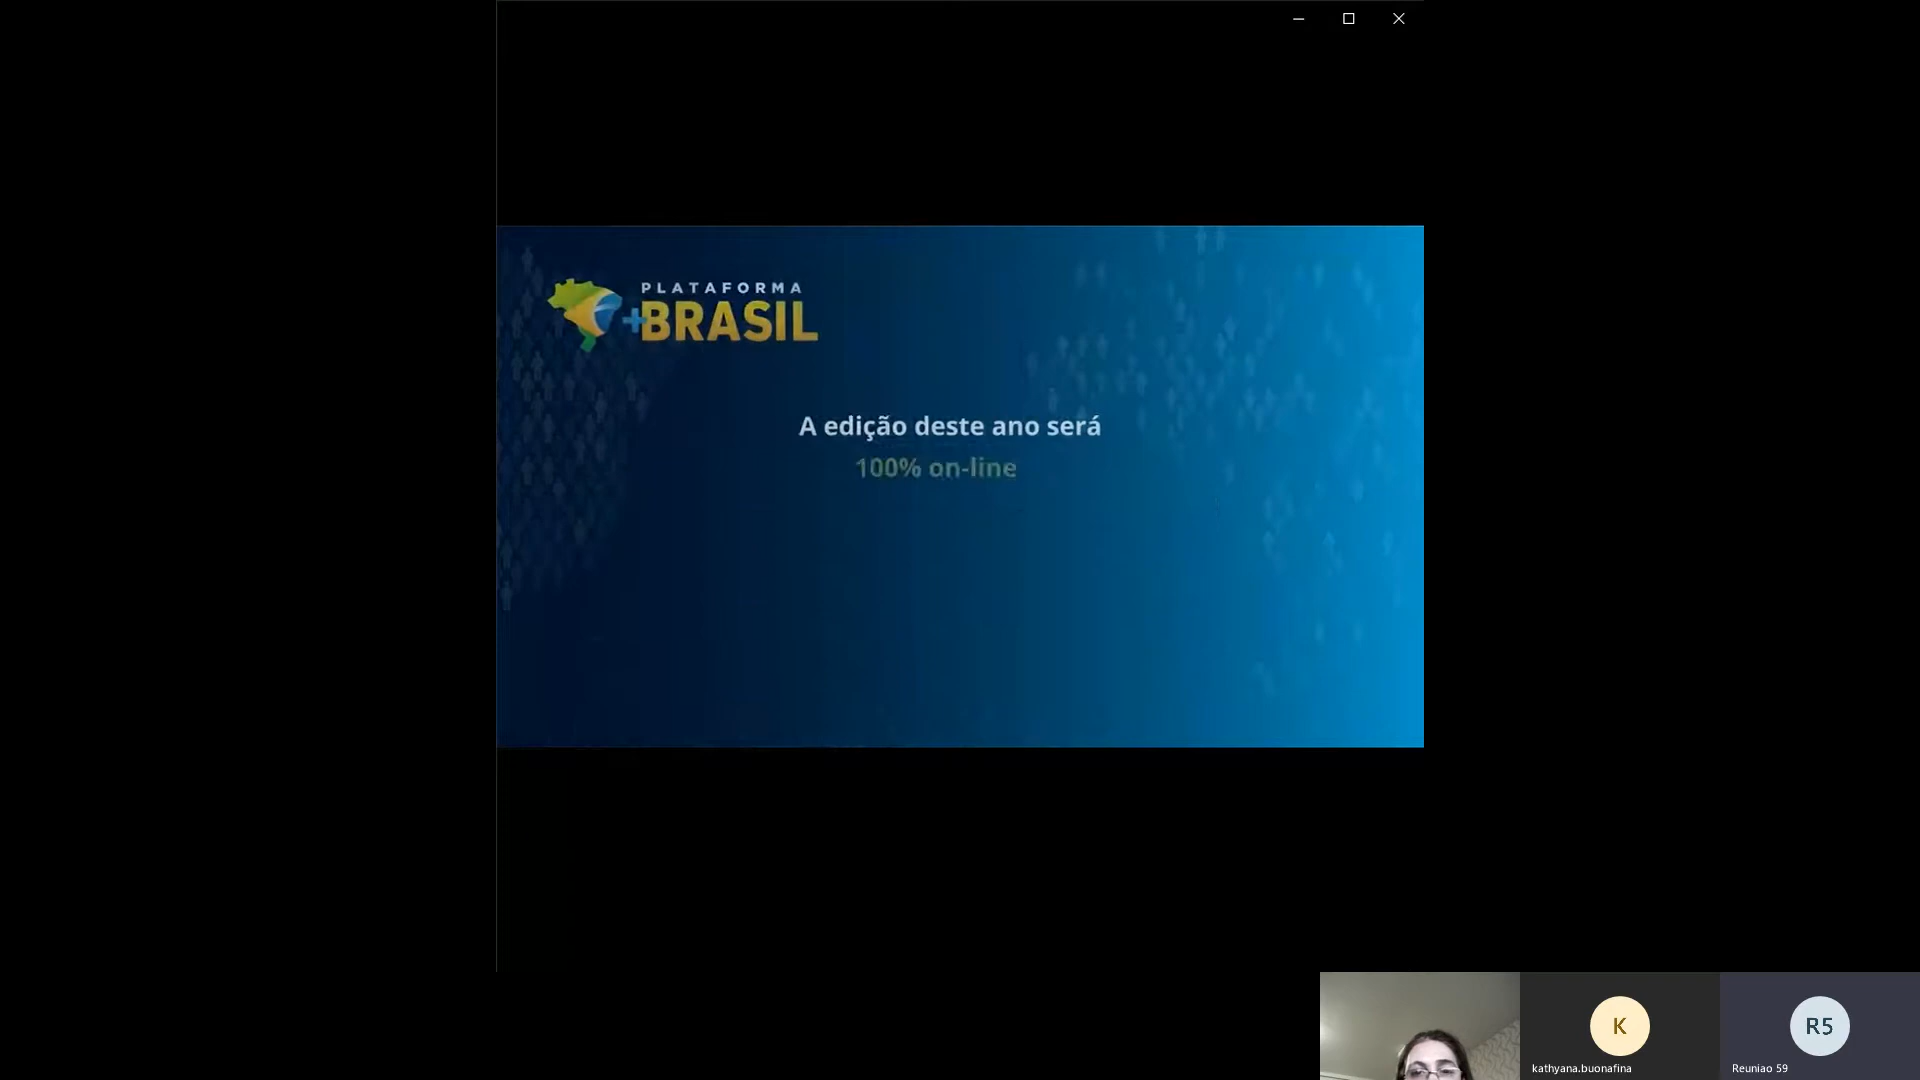 PLATAFORMA
+BRASIL
A edição deste ano será
100% on-line
K
R5
kathyana.buonafina
Reuniao 59